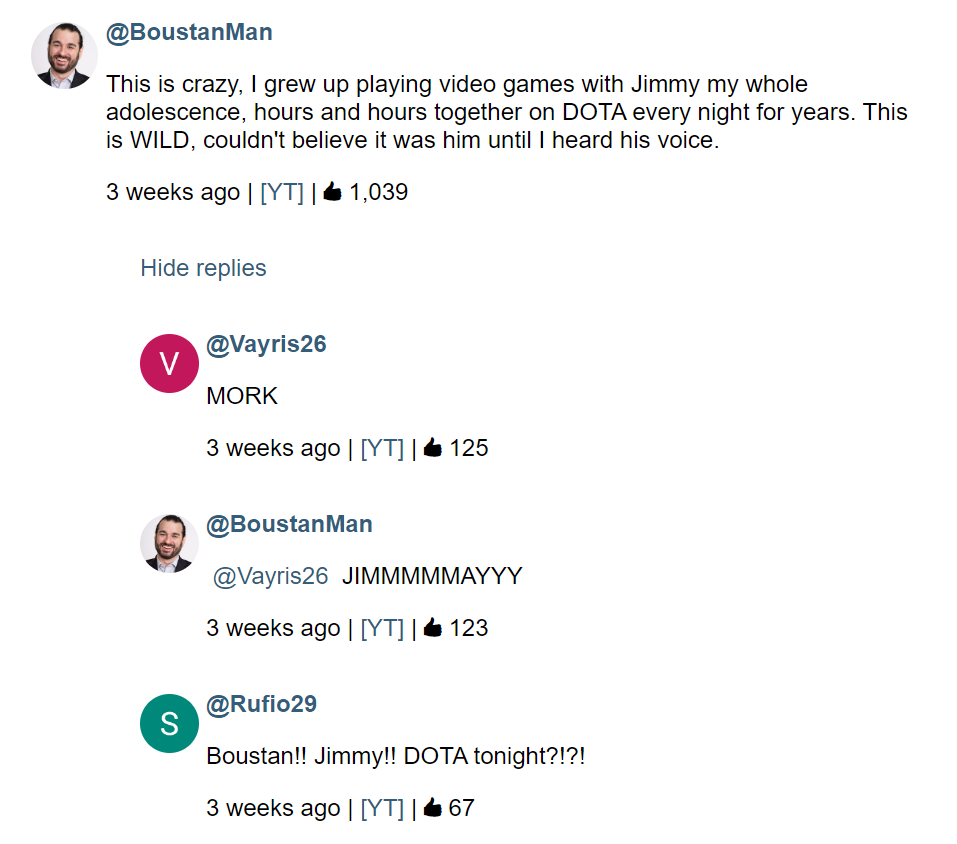 @BoustanMan
This is crazy, I grew up playing video games with Jimmy my whole
adolescence, hours and hours together on DOTA every night for years. This
is WILD, couldn't believe it was him until I heard his voice.
3 weeks ago | [YT] | 1,039
Hide replies
V
@Vayris26
MORK
3 weeks ago | [YT] | 125
@BoustanMan
@Vayris26 JIMMMMMAYYY
3 weeks ago | [YT] | 123
S
@Rufio29
Boustan!! Jimmy!! DOTA tonight?!?!
3 weeks ago | [YT] | 67